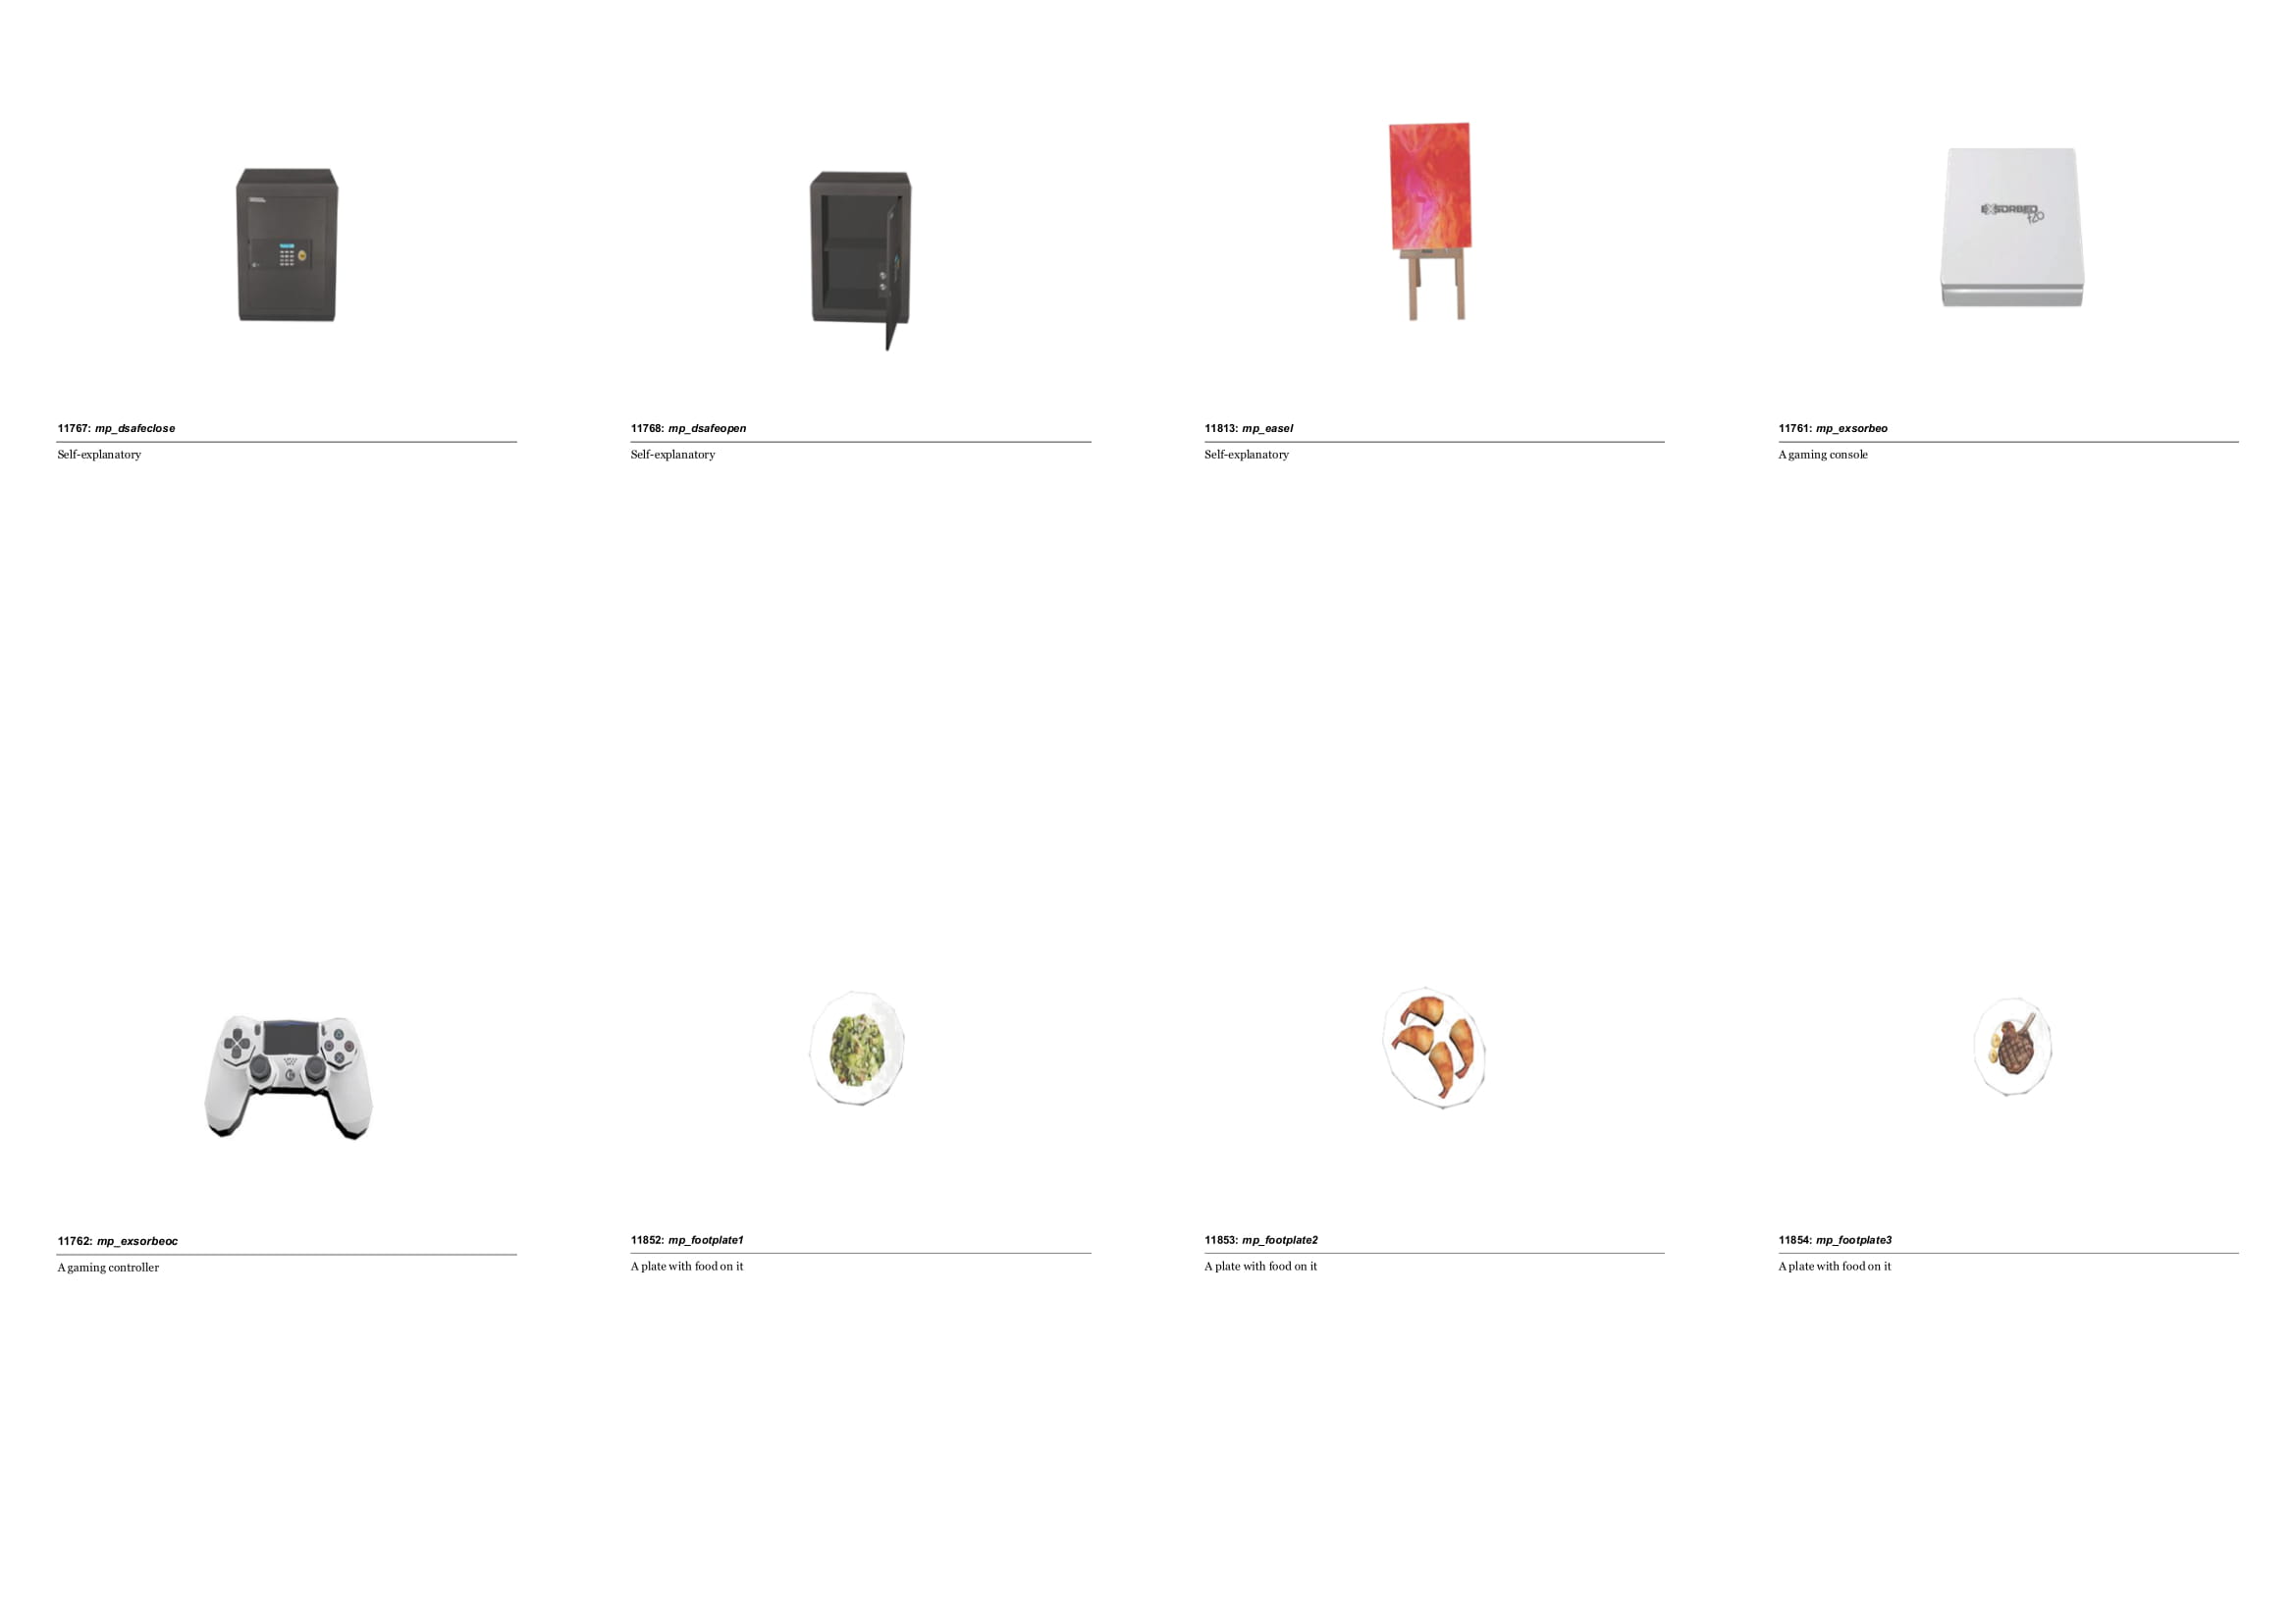 EXSORBEO
720
11767: mp_dsafeclose
11768: mp_dsafeopen
11813: mp_easel
11761: mp_exsorbeo
Self-explanatory
Self-explanatory
Self-explanatory
A gaming console
11762: mp_exsorbeoc
11852: mp_footplate1
11853: mp_footplate2
11854: mp_footplate3
A gaming controller
A plate with food on it
A plate with food on it
A plate with food on it